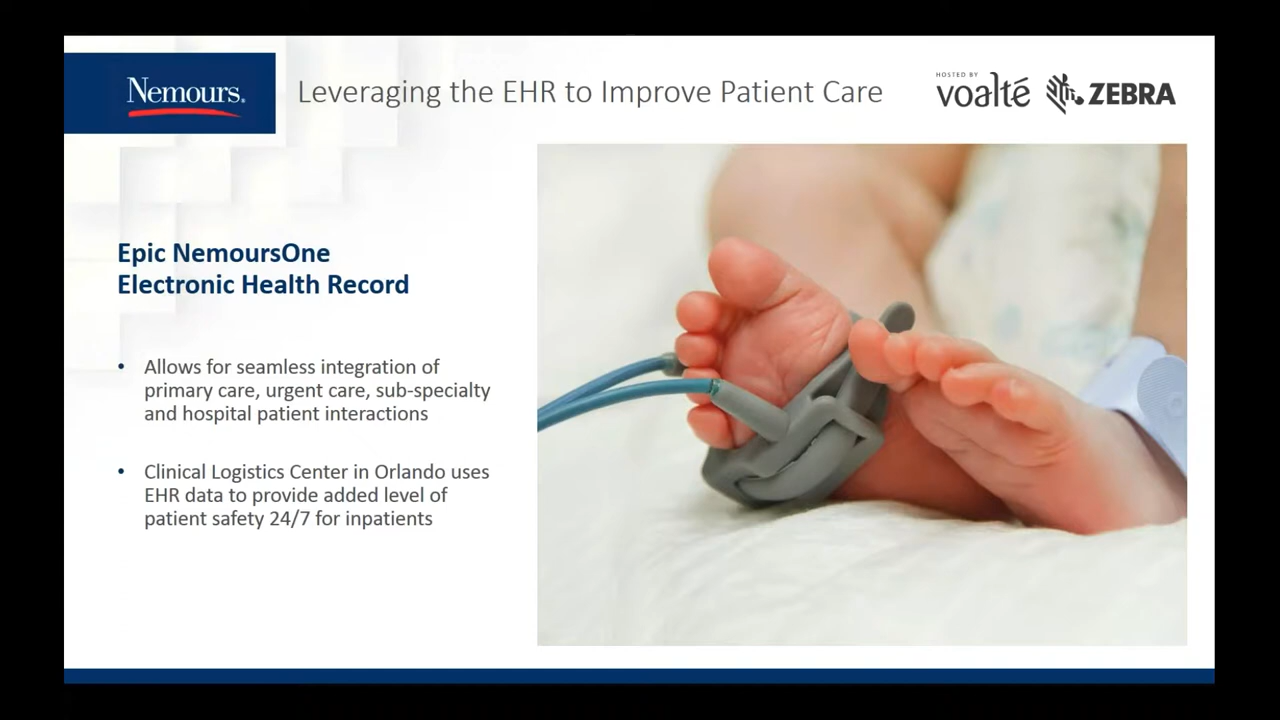 Nemours.
Leveraging the EHR to Improve Patient Care
HOSTED BY
voalté
ZEBRA
Epic NemoursOne
Electronic Health Record
• Allows for seamless integration of
primary care, urgent care, sub-specialty
and hospital patient interactions
• Clinical Logistics Center in Orlando uses
EHR data to provide added level of
patient safety 24/7 for inpatients